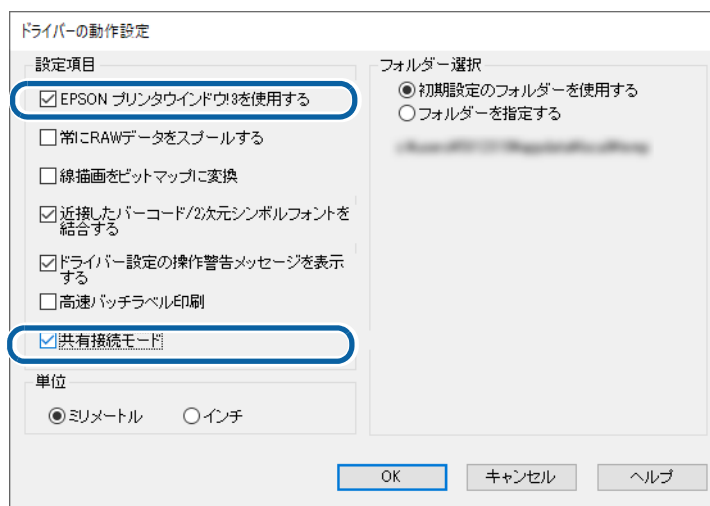 ドライバーの動作設定
設定項目
EPSON プリンタウインドウ!3を使用する
常にRAWデータをスプールする
線描画をビットマップに変換
近接したバーコード/2次元シンボルフォントを
結合する
ドライバー設定の操作警告メッセージを表示
する
高速バッチラベル印刷
共有接続モード
単位
ミリメートル
インチ
フォルダー選択
初期設定のフォルダーを使用する
フォルダーを指定する
OK
キャンセル
ヘルプ